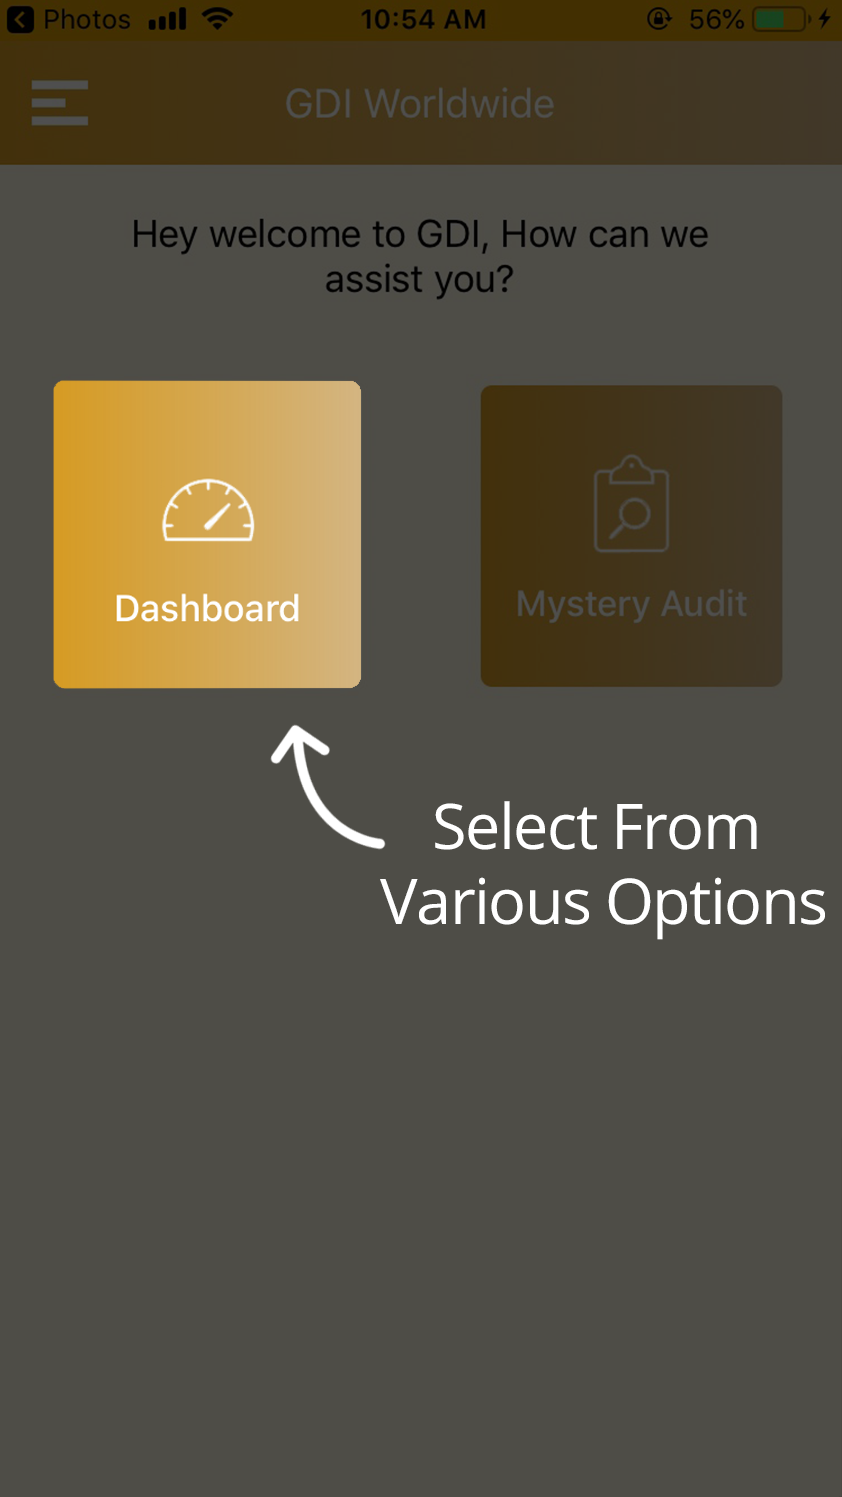 Photos 10:54 AM 56%
GDI Worldwide
Hey welcome to GDI, How can we
assist you?
Dashboard
Mystery Audit
Select From
Various Options